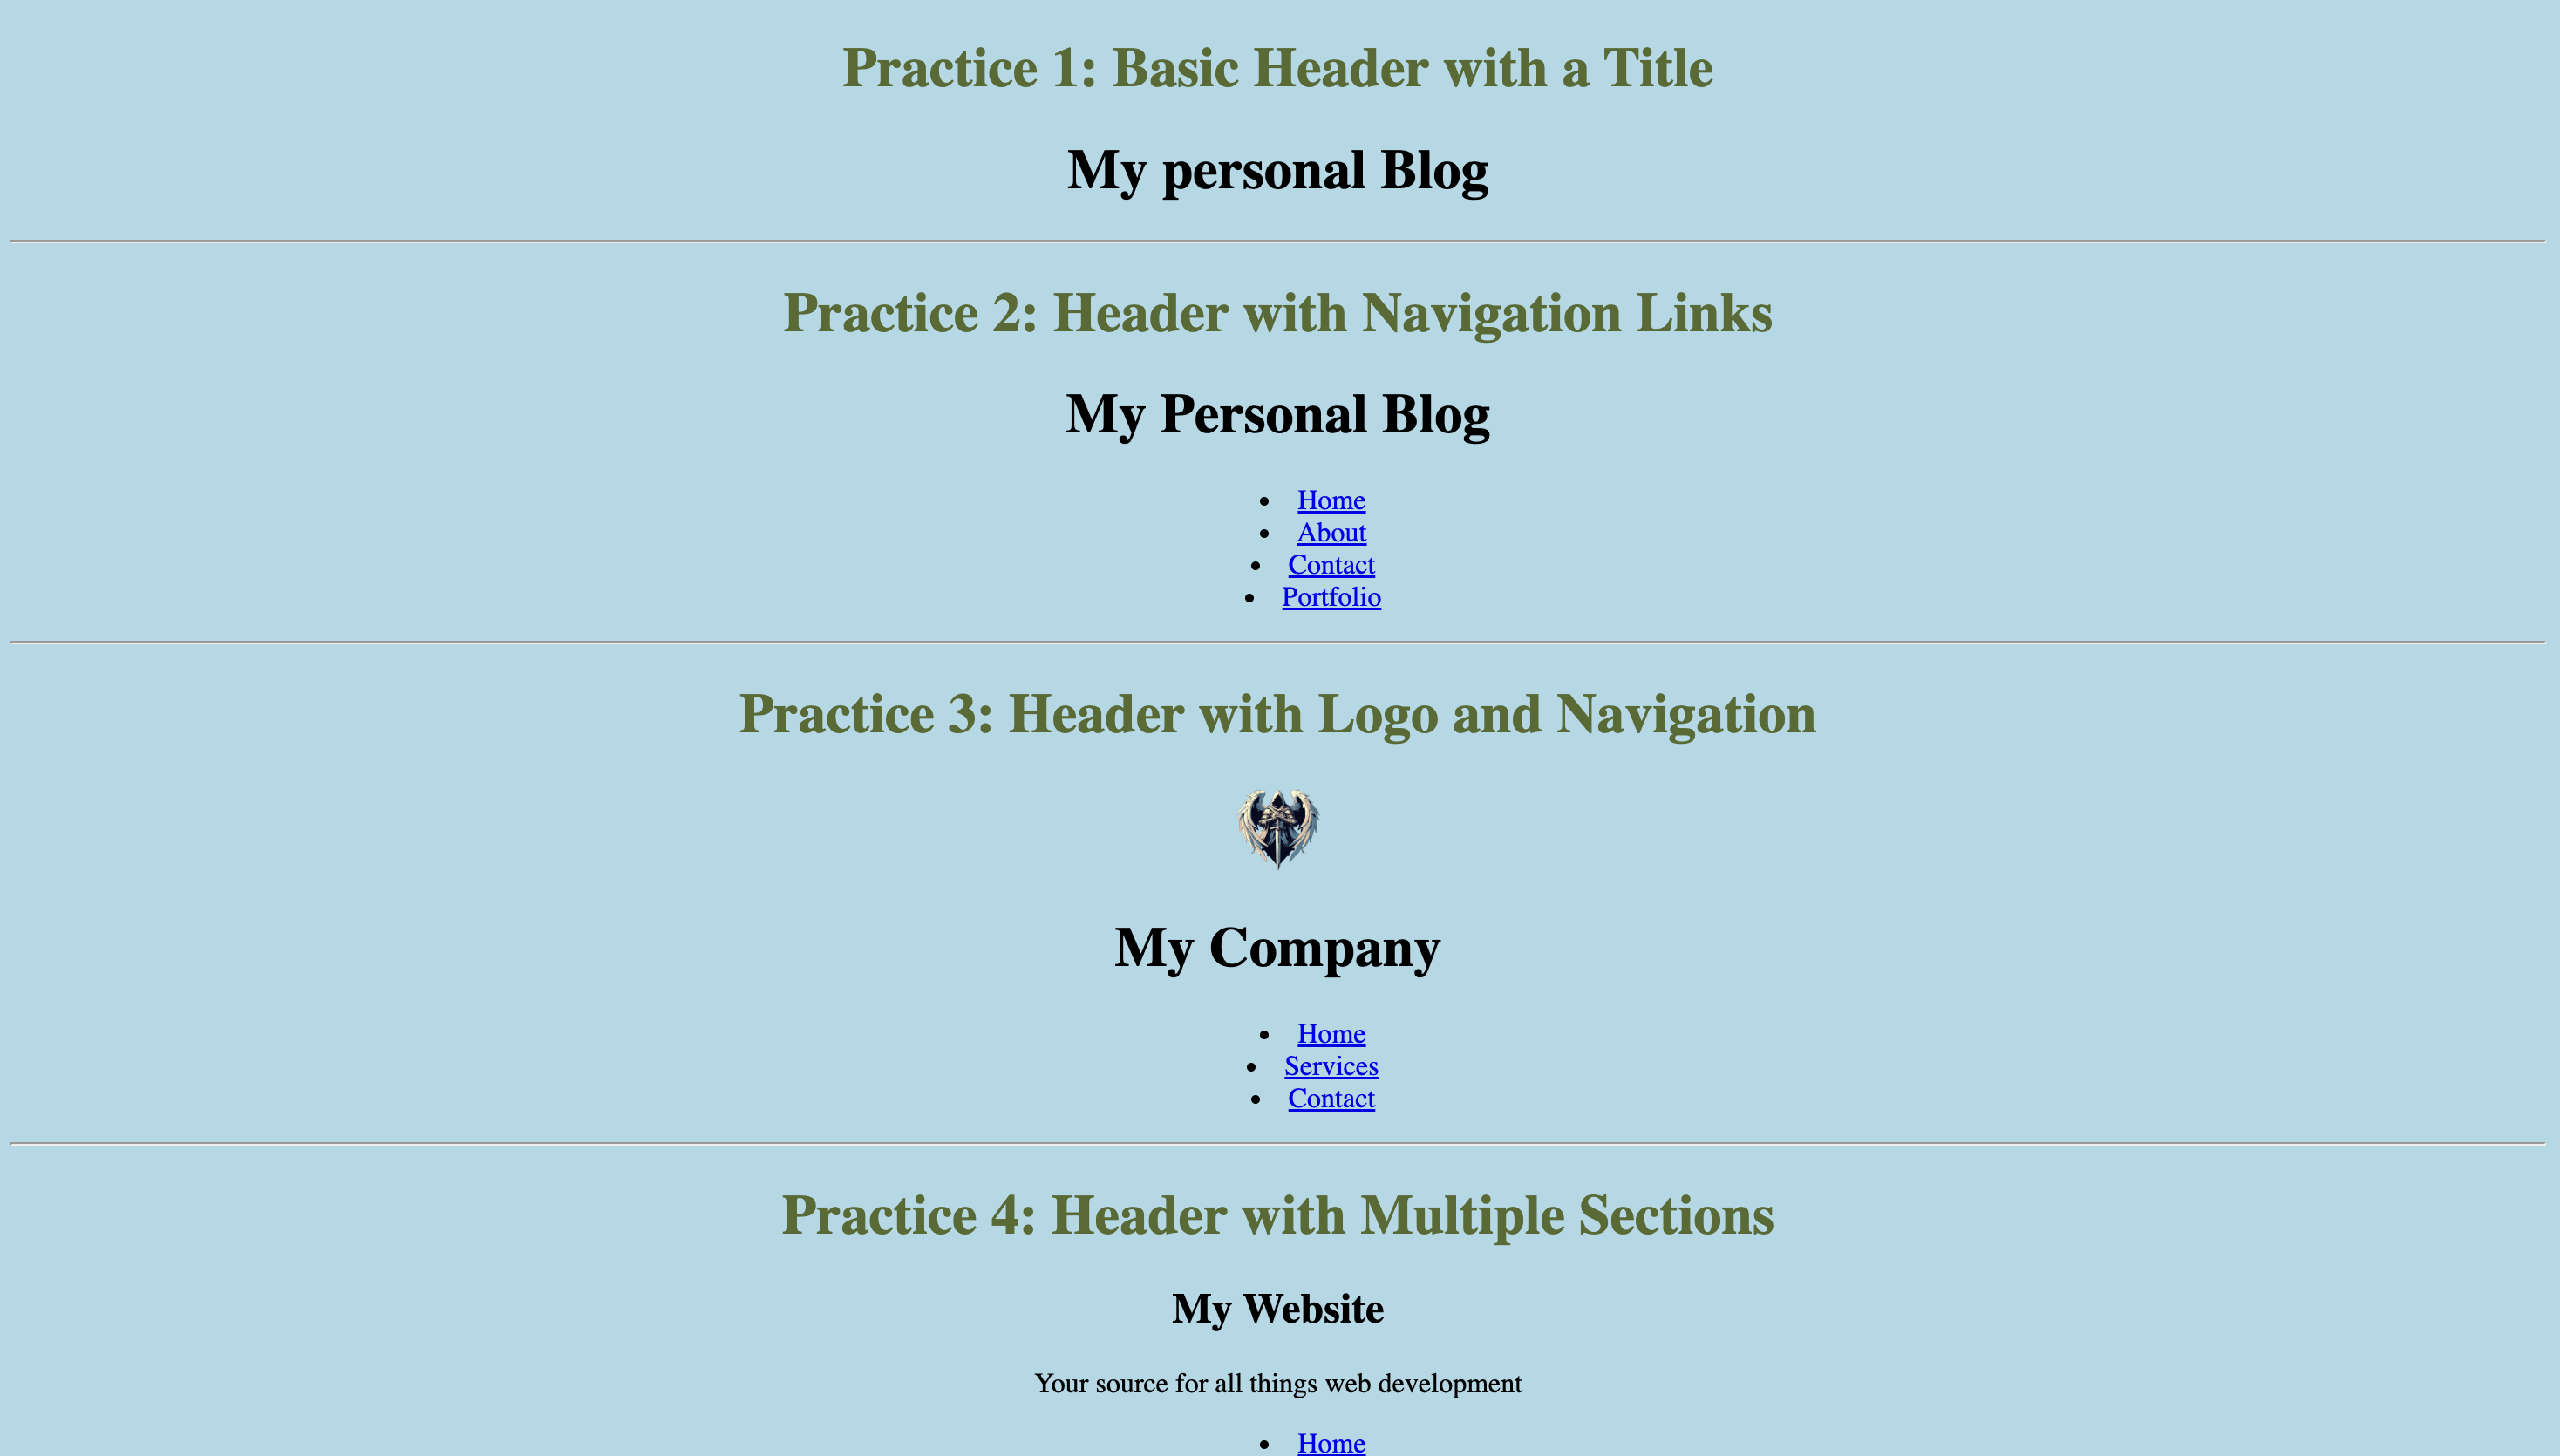 Practice 1: Basic Header with a Title
My personal Blog
Practice 2: Header with Navigation Links
My Personal Blog
Home
About
Contact
Portfolio
Practice 3: Header with Logo and Navigation
My Company
Home
Services
Contact
Practice 4: Header with Multiple Sections
My Website
Your source for all things web development
Home